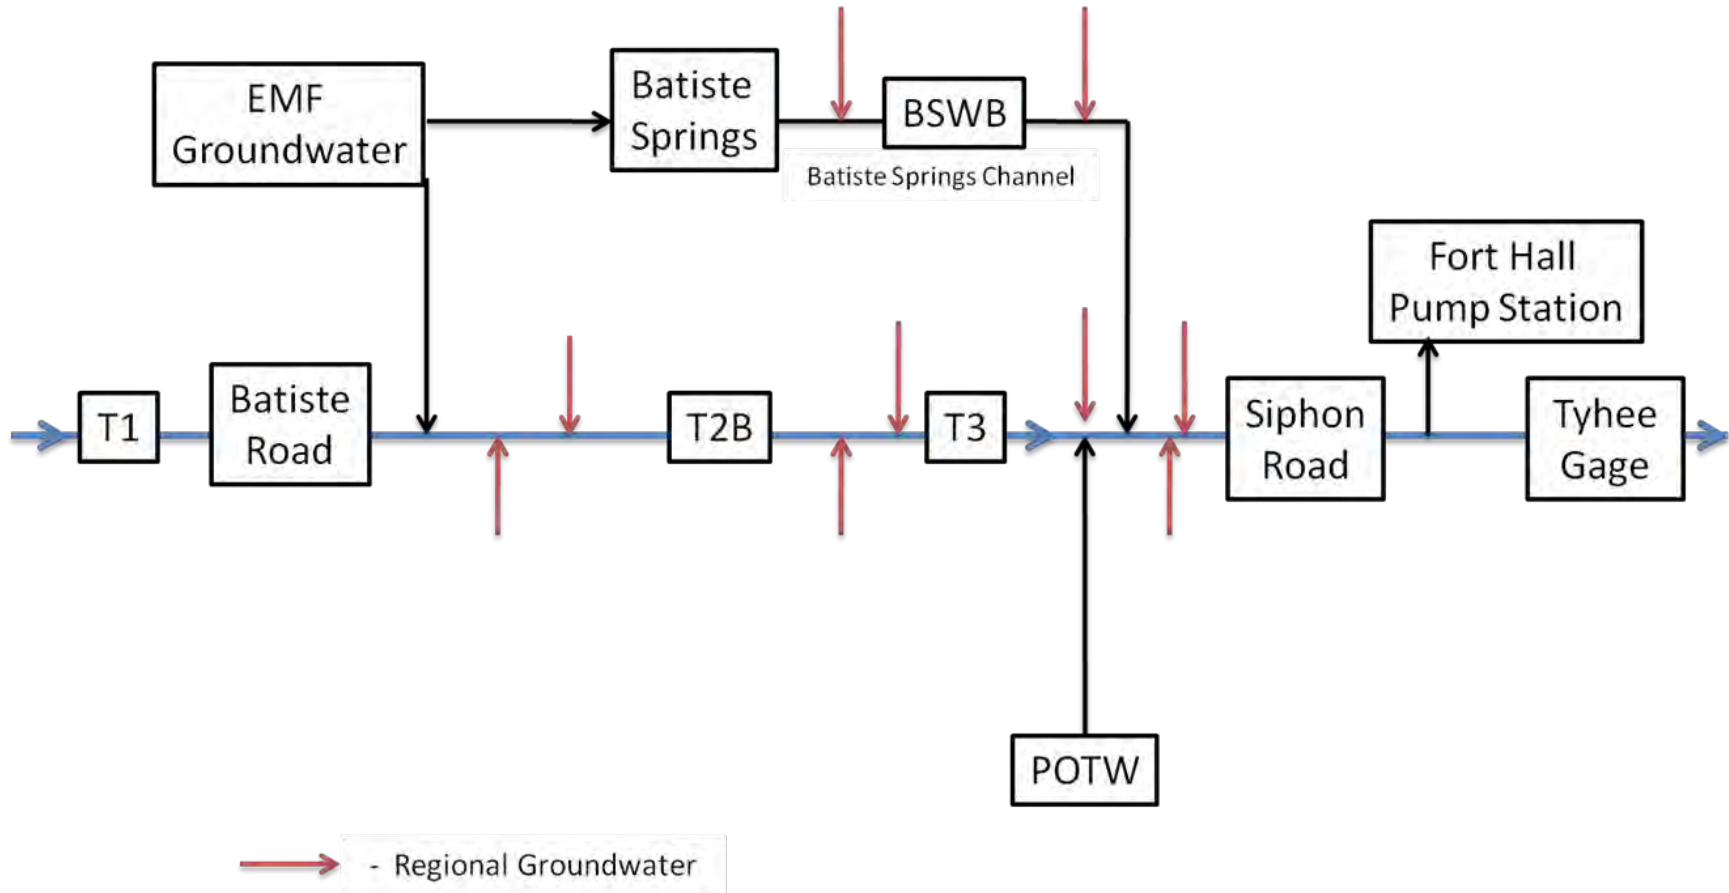 EMF
Groundwater
Batiste
Springs
BSWB
Batiste Springs Channel
Fort Hall
Pump Station
T1
Batiste
Road
T2B
T3
Siphon
Road
Tyhee
Gage
POTW
- Regional Groundwater